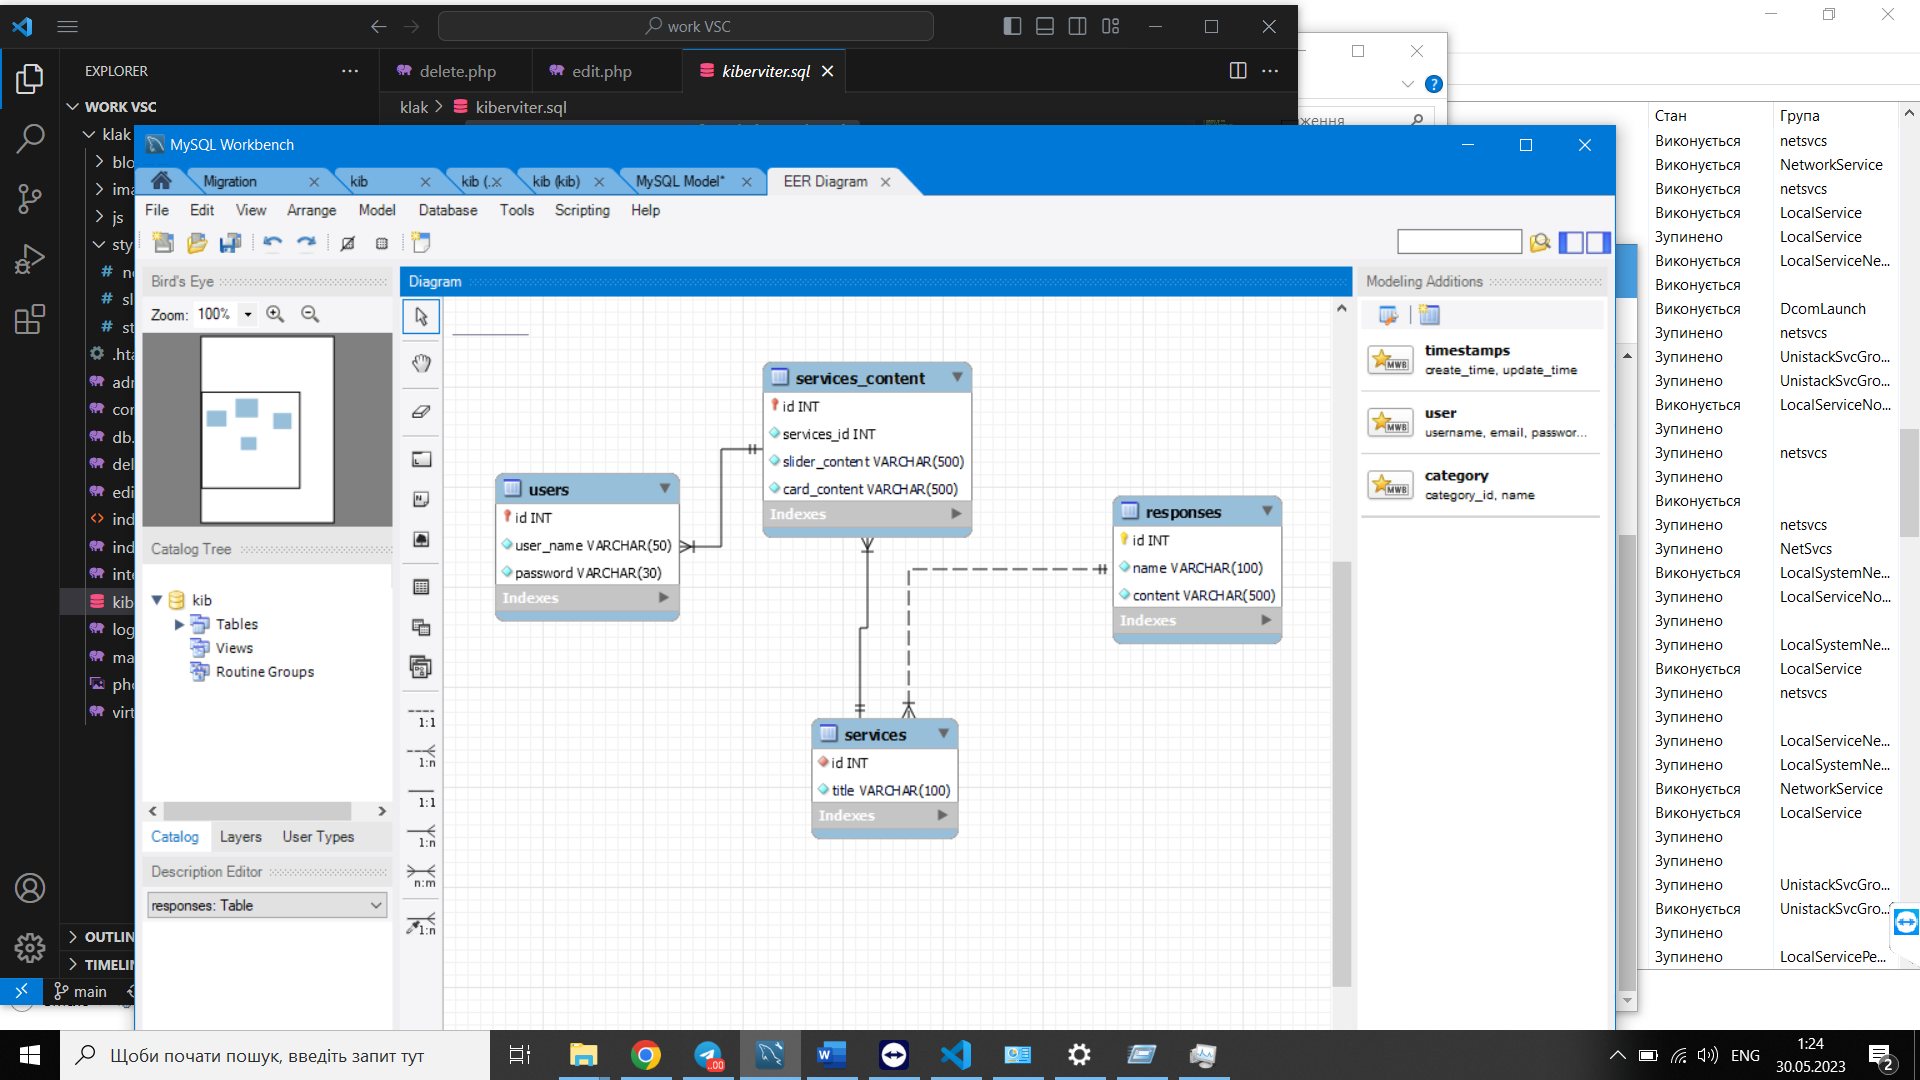 work VSC
EXPLORER
delete.php
edit.php
kiberviter.sql
WORK VSC
klak > kiberviter.sql
klak
blo
ima
js
sty
# n
# sl
# st
.hta
adr
cor
db.
del
edi
ind
ind
inte
kib
log
ma
pho
virt
OUTLIN
TIMELIN
main
MySQL Workbench
Migration
kib
kib (.
kib (kib)
MySQL Model*
EER Diagram
File Edit View Arrange Model Database Tools Scripting Help
Bird's Eye
Zoom: 100%
Catalog Tree
kib
Tables
Views
Routine Groups
Catalog Layers User Types
Description Editor
responses: Table
Diagram
1:1
1:n
1:1
1:n
n:m
1:n
services_content
id INT
services_id INT
slider_content VARCHAR(500)
card_content VARCHAR(500)
Indexes
users
id INT
user_name VARCHAR(50)
password VARCHAR(30)
Indexes
responses
id INT
name VARCHAR(100)
content VARCHAR(500)
Indexes
services
id INT
title VARCHAR(100)
Indexes
Modeling Additions
MWB
timestamps
create_time, update_time
MWB
user
username, email, passwor...
MWB
category
category_id, name
ження
Стан Група
Виконується netsvcs
Виконується NetworkService
Виконується netsvcs
Виконується LocalService
Зупинено LocalService
Виконується LocalServiceNe...
Виконується
Виконується DcomLaunch
Зупинено netsvcs
Зупинено UnistackSvcGro...
Зупинено UnistackSvcGro...
Виконується LocalServiceNo...
Зупинено
Зупинено netsvcs
Зупинено
Виконується
Зупинено netsvcs
Зупинено NetSvcs
Виконується LocalSystemNe...
Зупинено LocalServiceNo...
Зупинено
Зупинено LocalSystemNe...
Виконується LocalService
Зупинено netsvcs
Зупинено
Зупинено LocalServiceNe...
Зупинено LocalSystemNe...
Виконується NetworkService
Виконується LocalService
Зупинено
Зупинено
Зупинено UnistackSvcGro...
Виконується UnistackSvcGro...
Зупинено
Зупинено LocalServicePe...
Щоби почати пошук, введіть запит тут
..00
ENG
1:24
30.05.2023
2